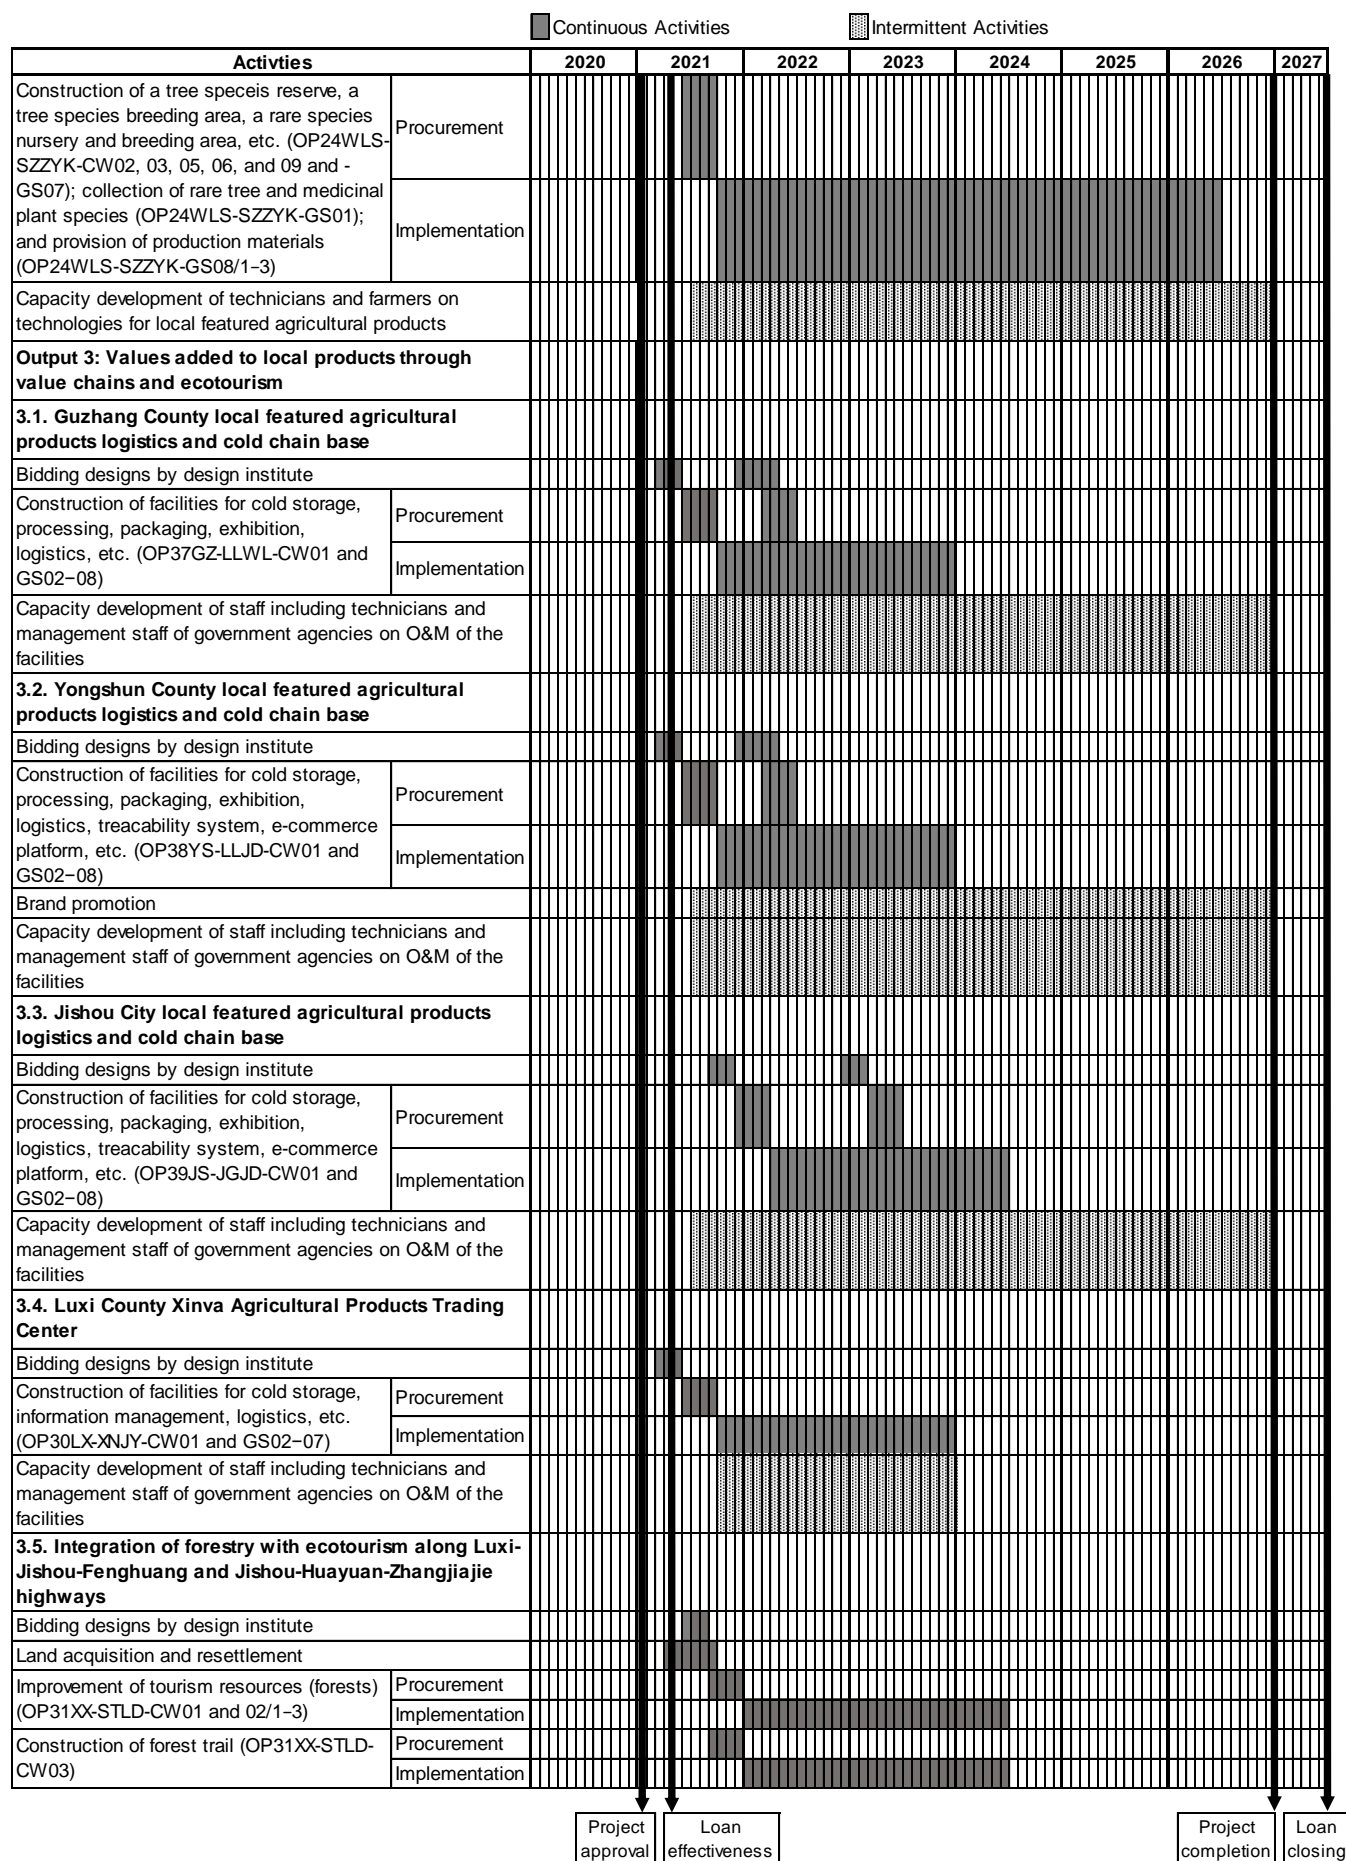 Continuous Activities
Intermittent Activities
Activties
2020
2021
2022
2023
2024
2025
2026
2027
Construction of a tree speceis reserve, a
tree species breeding area, a rare species
nursery and breeding area, etc. (OP24WLS-
SZZYK-CW02, 03, 05, 06, and 09 and -
GS07); collection of rare tree and medicinal
plant species (OP24WLS-SZZYK-GS01);
and provision of production materials
(OP24WLS-SZZYK-GS08/1–3)
Procurement
Implementation
Capacity development of technicians and farmers on
technologies for local featured agricultural products
Output 3: Values added to local products through
value chains and ecotourism
3.1. Guzhang County local featured agricultural
products logistics and cold chain base
Bidding designs by design institute
Construction of facilities for cold storage,
processing, packaging, exhibition,
logistics, etc. (OP37GZ-LLWL-CW01 and
GS02−08)
Procurement
Implementation
Capacity development of staff including technicians and
management staff of government agencies on O&M of the
facilities
3.2. Yongshun County local featured agricultural
products logistics and cold chain base
Bidding designs by design institute
Construction of facilities for cold storage,
processing, packaging, exhibition,
logistics, treacability system, e-commerce
platform, etc. (OP38YS-LLJD-CW01 and
GS02−08)
Procurement
Implementation
Brand promotion
Capacity development of staff including technicians and
management staff of government agencies on O&M of the
facilities
3.3. Jishou City local featured agricultural products
logistics and cold chain base
Bidding designs by design institute
Construction of facilities for cold storage,
processing, packaging, exhibition,
logistics, treacability system, e-commerce
platform, etc. (OP39JS-JGJD-CW01 and
GS02−08)
Procurement
Implementation
Capacity development of staff including technicians and
management staff of government agencies on O&M of the
facilities
3.4. Luxi County Xinva Agricultural Products Trading
Center
Bidding designs by design institute
Construction of facilities for cold storage,
information management, logistics, etc.
(OP30LX-XNJY-CW01 and GS02−07)
Procurement
Implementation
Capacity development of staff including technicians and
management staff of government agencies on O&M of the
facilities
3.5. Integration of forestry with ecotourism along Luxi-
Jishou-Fenghuang and Jishou-Huayuan-Zhangjiajie
highways
Bidding designs by design institute
Land acquisition and resettlement
Improvement of tourism resources (forests)
(OP31XX-STLD-CW01 and 02/1–3)
Procurement
Implementation
Construction of forest trail (OP31XX-STLD-
CW03)
Procurement
Implementation
Project
approval
Loan
effectiveness
Project
completion
Loan
closing